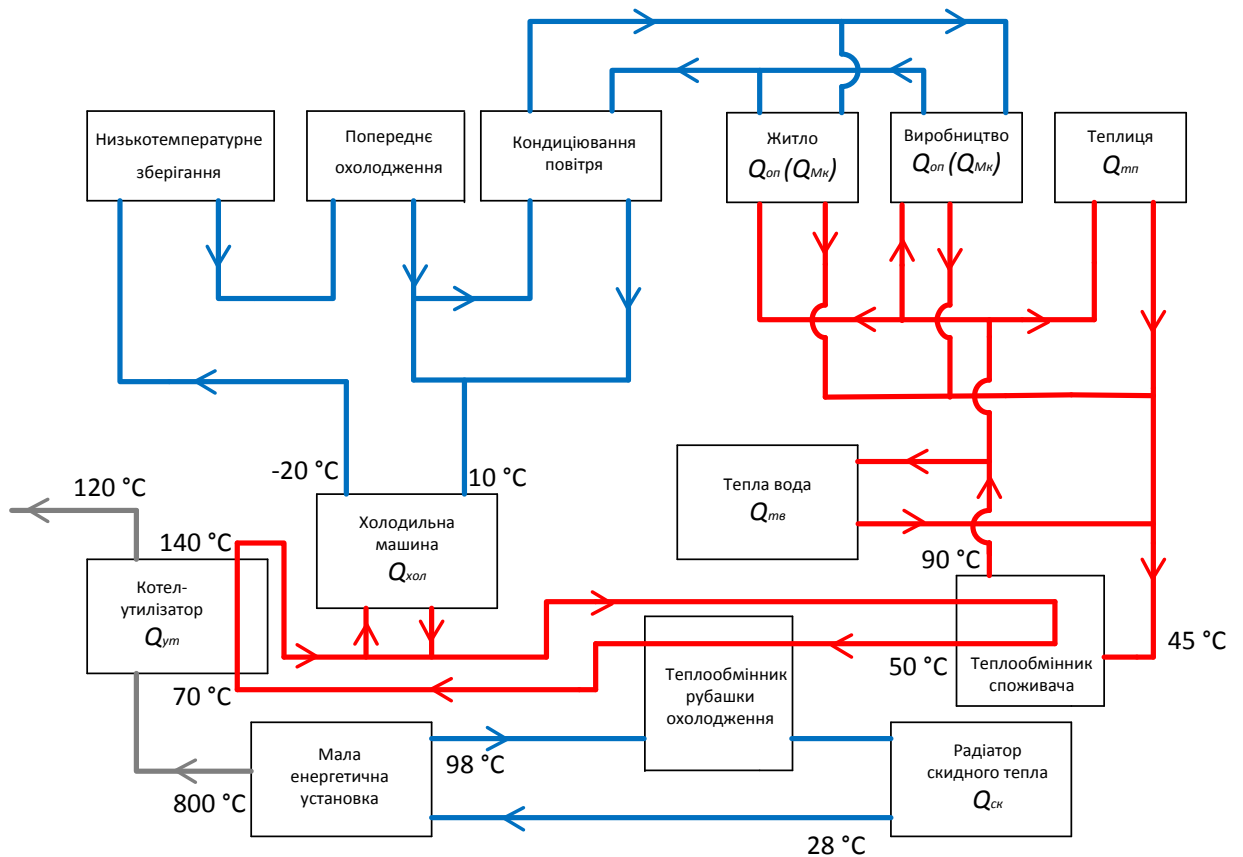 Низькотемпературне
зберігання
Попереднє
охолодження
Кондиціювання
повітря
Житло
Qоп (QМк)
Виробництво
Qоп (QМк)
Теплиця
Qтп
-20 °C
10 °C
Тепла вода
Qтв
120 °C
140 °C
Холодильна
машина
Qхол
90 °C
Котел-
утилізатор
Qут
70 °C
50 °C
45 °C
Теплообмінник
рубашки
охолодження
Теплообмінник
споживача
Мала
енергетична
установка
98 °C
800 °C
Радіатор
скидного тепла
Qск
28 °C